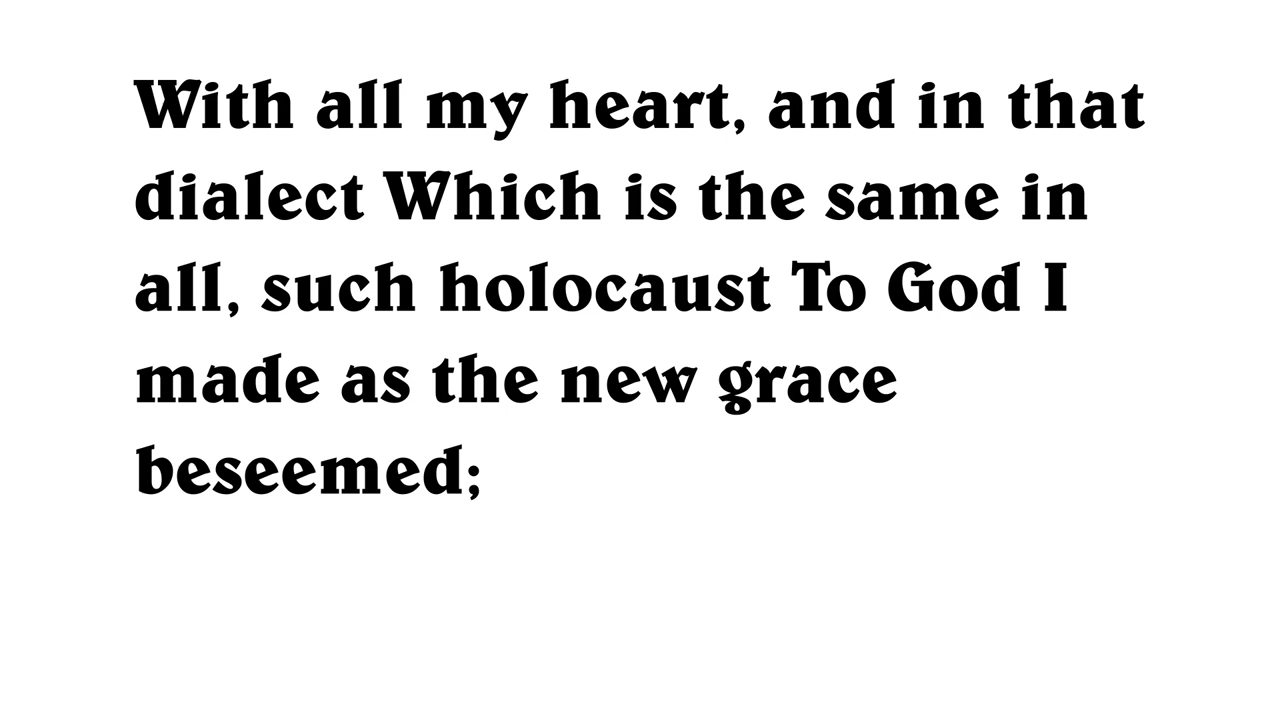 With all my heart, and in that
dialect Which is the same in
all, such holocaust To God I
made as the new grace
beseemed;